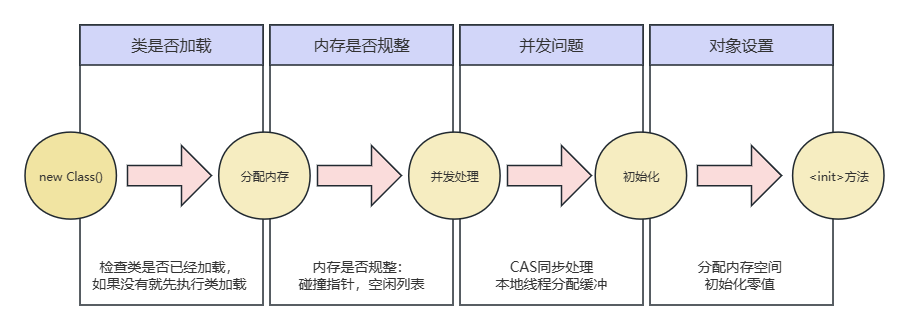 类是否加载
内存是否规整
并发问题
对象设置
new Class()
分配内存
并发处理
初始化
<init>方法
检查类是否已经加载，
如果没有就先执行类加载
内存是否规整：
碰撞指针，空闲列表
CAS同步处理
本地线程分配缓冲
分配内存空间
初始化零值